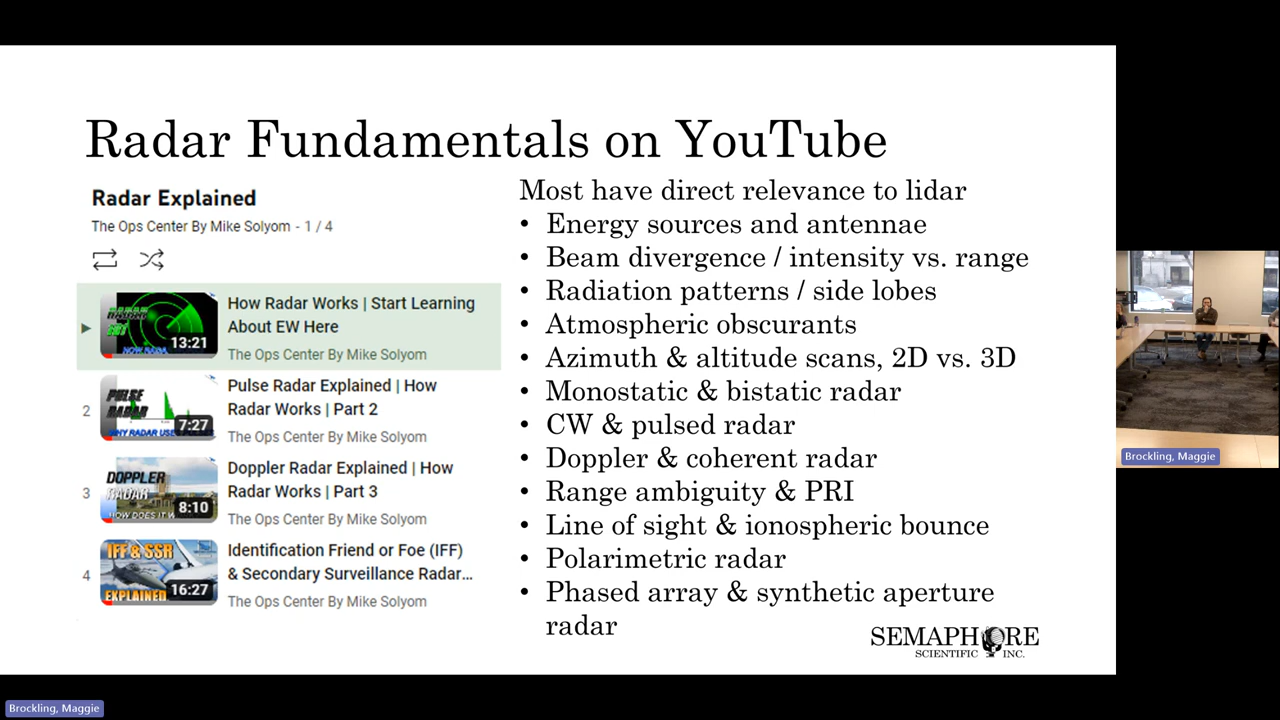 Radar Fundamentals on YouTube
Radar Explained
The Ops Center By Mike Solyom - 1 / 4
13:21
How Radar Works | Start Learning
About EW Here
The Ops Center By Mike Solyom
2
PULSE
RADAR
7:27
Pulse Radar Explained | How
Radar Works | Part 2
The Ops Center By Mike Solyom
3
DOPPLER
RADAR
8:10
Doppler Radar Explained | How
Radar Works | Part 3
The Ops Center By Mike Solyom
4
IFF & SSR
EXPLAINED
16:27
Identification Friend or Foe (IFF)
& Secondary Surveillance Radar...
The Ops Center By Mike Solyom
Most have direct relevance to lidar
• Energy sources and antennae
• Beam divergence / intensity vs. range
• Radiation patterns / side lobes
• Atmospheric obscurants
• Azimuth & altitude scans, 2D vs. 3D
• Monostatic & bistatic radar
• CW & pulsed radar
• Doppler & coherent radar
• Range ambiguity & PRI
• Line of sight & ionospheric bounce
• Polarimetric radar
• Phased array & synthetic aperture
radar
SEMAPHORE
SCIENTIFIC INC.
Brockling, Maggie
Brockling, Maggie